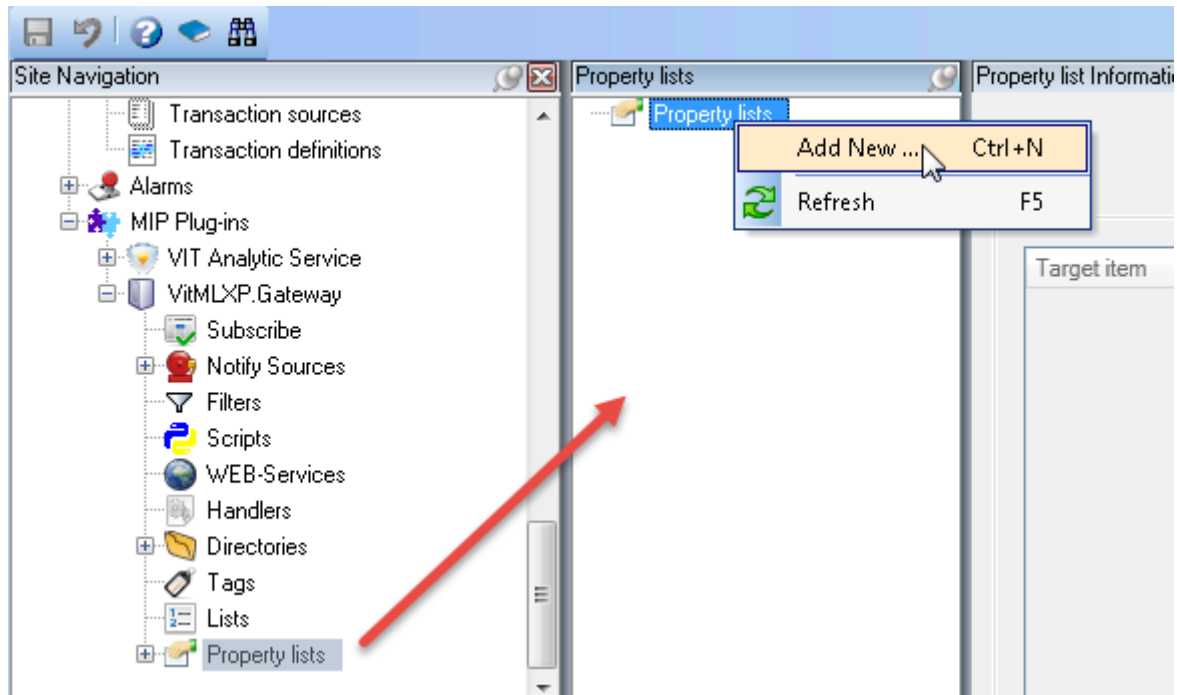 Site Navigation
Transaction sources
Transaction definitions
Alarms
MIP Plug-ins
VIT Analytic Service
VitMLXP.Gateway
Subscribe
Notify Sources
Filters
Scripts
WEB-Services
Handlers
Directories
Tags
Lists
Property lists
Property lists
Property lists
Add New ... Ctrl+N
Refresh F5
Property list Informati
Target item